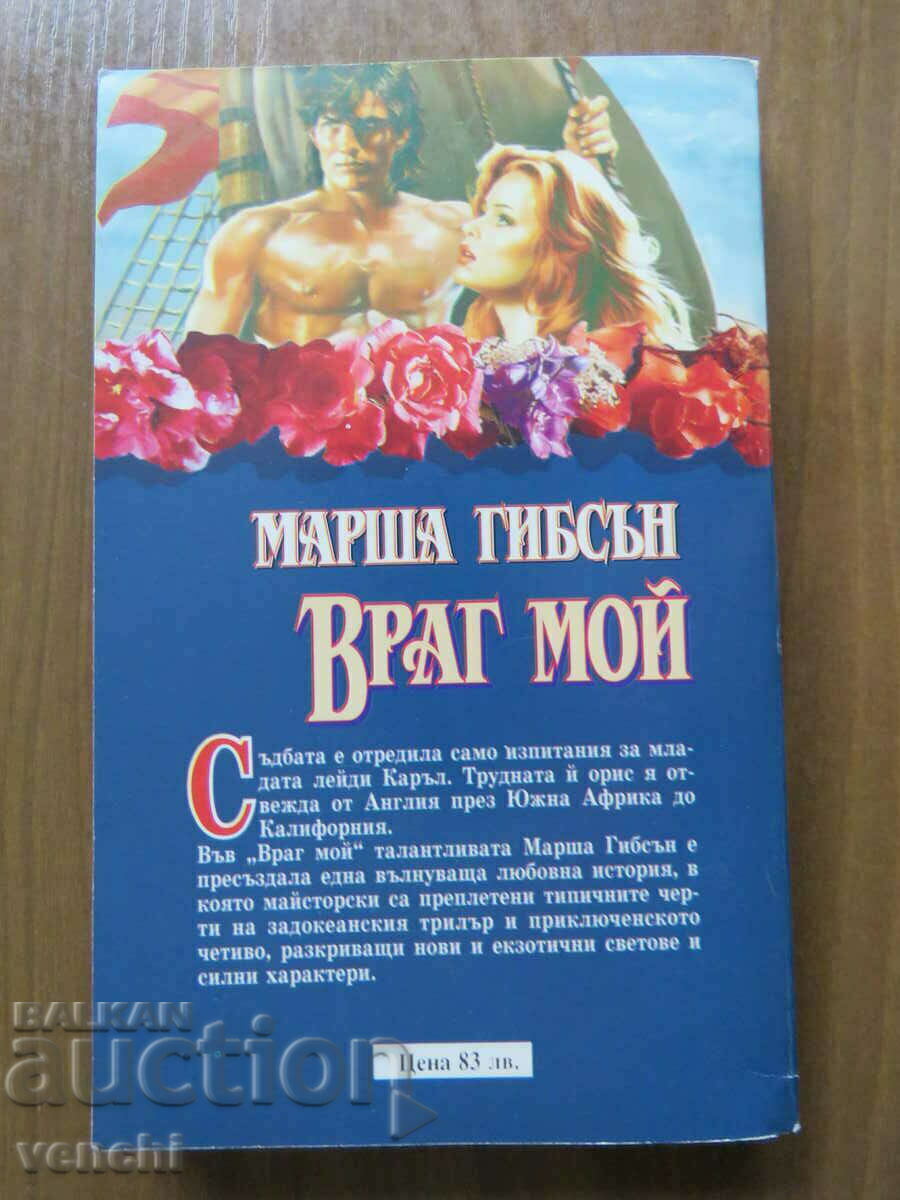 МАРША ГИБСЪН
ВРАГ МОЙ
Съдбата е отредила само изпитания за мла-
дата лейди Каръл. Трудната ѝ орис я от-
вежда от Англия през Южна Африка до
Калифорния.
Във „Враг мой“ талантливата Марша Гибсън е
пресъздала една вълнуваща любовна история, в
която майсторски са преплетени типичните чер-
ти на задокеанския трилър и приключенското
четиво, разкриващи нови и екзотични светове и
силни характери.
Цена 83 лв.
BALKAN
auction
venchi